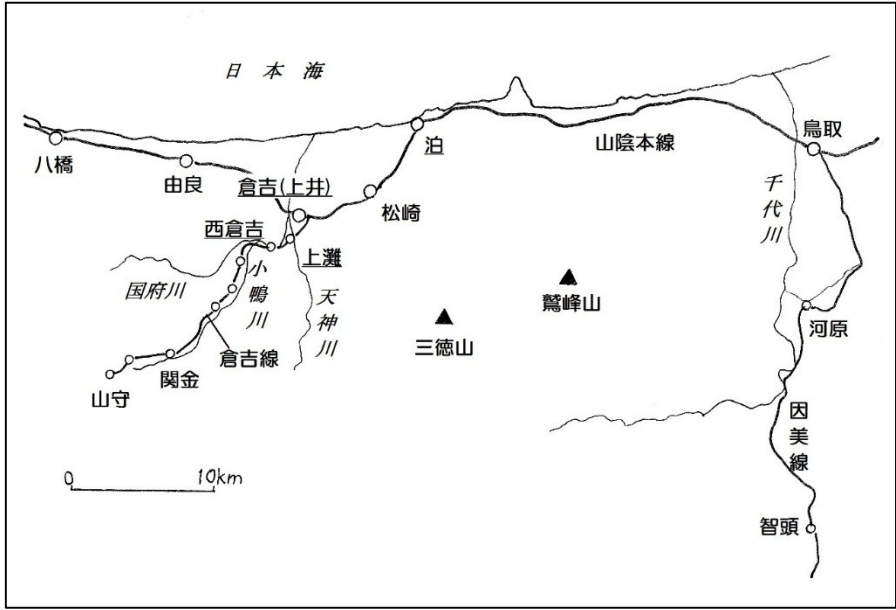 日本海
八橋
由良
倉吉(上井)
泊
松崎
山陰本線
鳥取
千代川
西倉吉
上灘
国府川
小鴨川
天神川
倉吉線
関金
山守
三徳山
鷲峰山
河原
因美線
智頭
0 10km